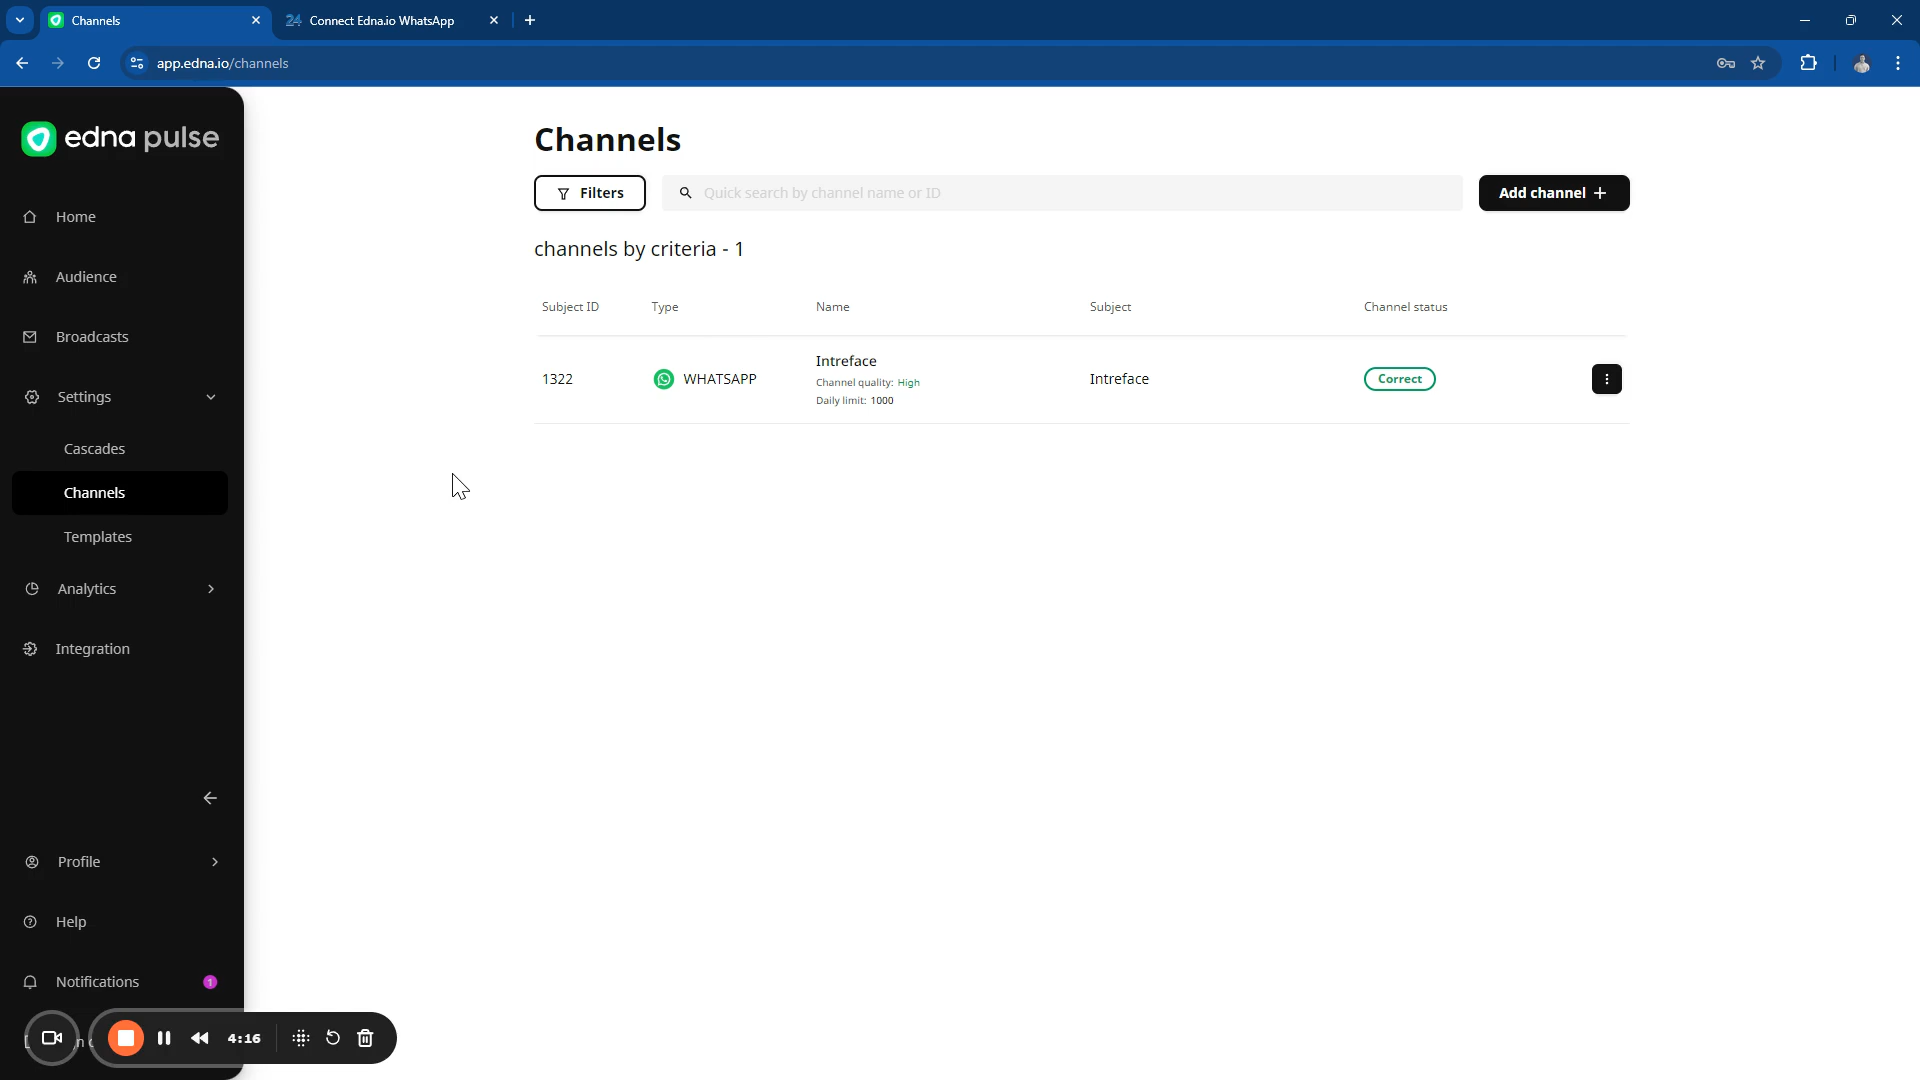 Channels
Connect Edna.io WhatsApp
app.edna.io/channels
edna pulse
Home
Audience
Broadcasts
Settings
Cascades
Channels
Templates
Analytics
Integration
Profile
Help
Notifications 1
4:16
Channels
Filters
Quick search by channel name or ID
Add channel +
channels by criteria - 1
Subject ID Type Name Subject Channel status
1322 WHATSAPP Intreface Intreface Correct
Channel quality: High
Daily limit: 1000